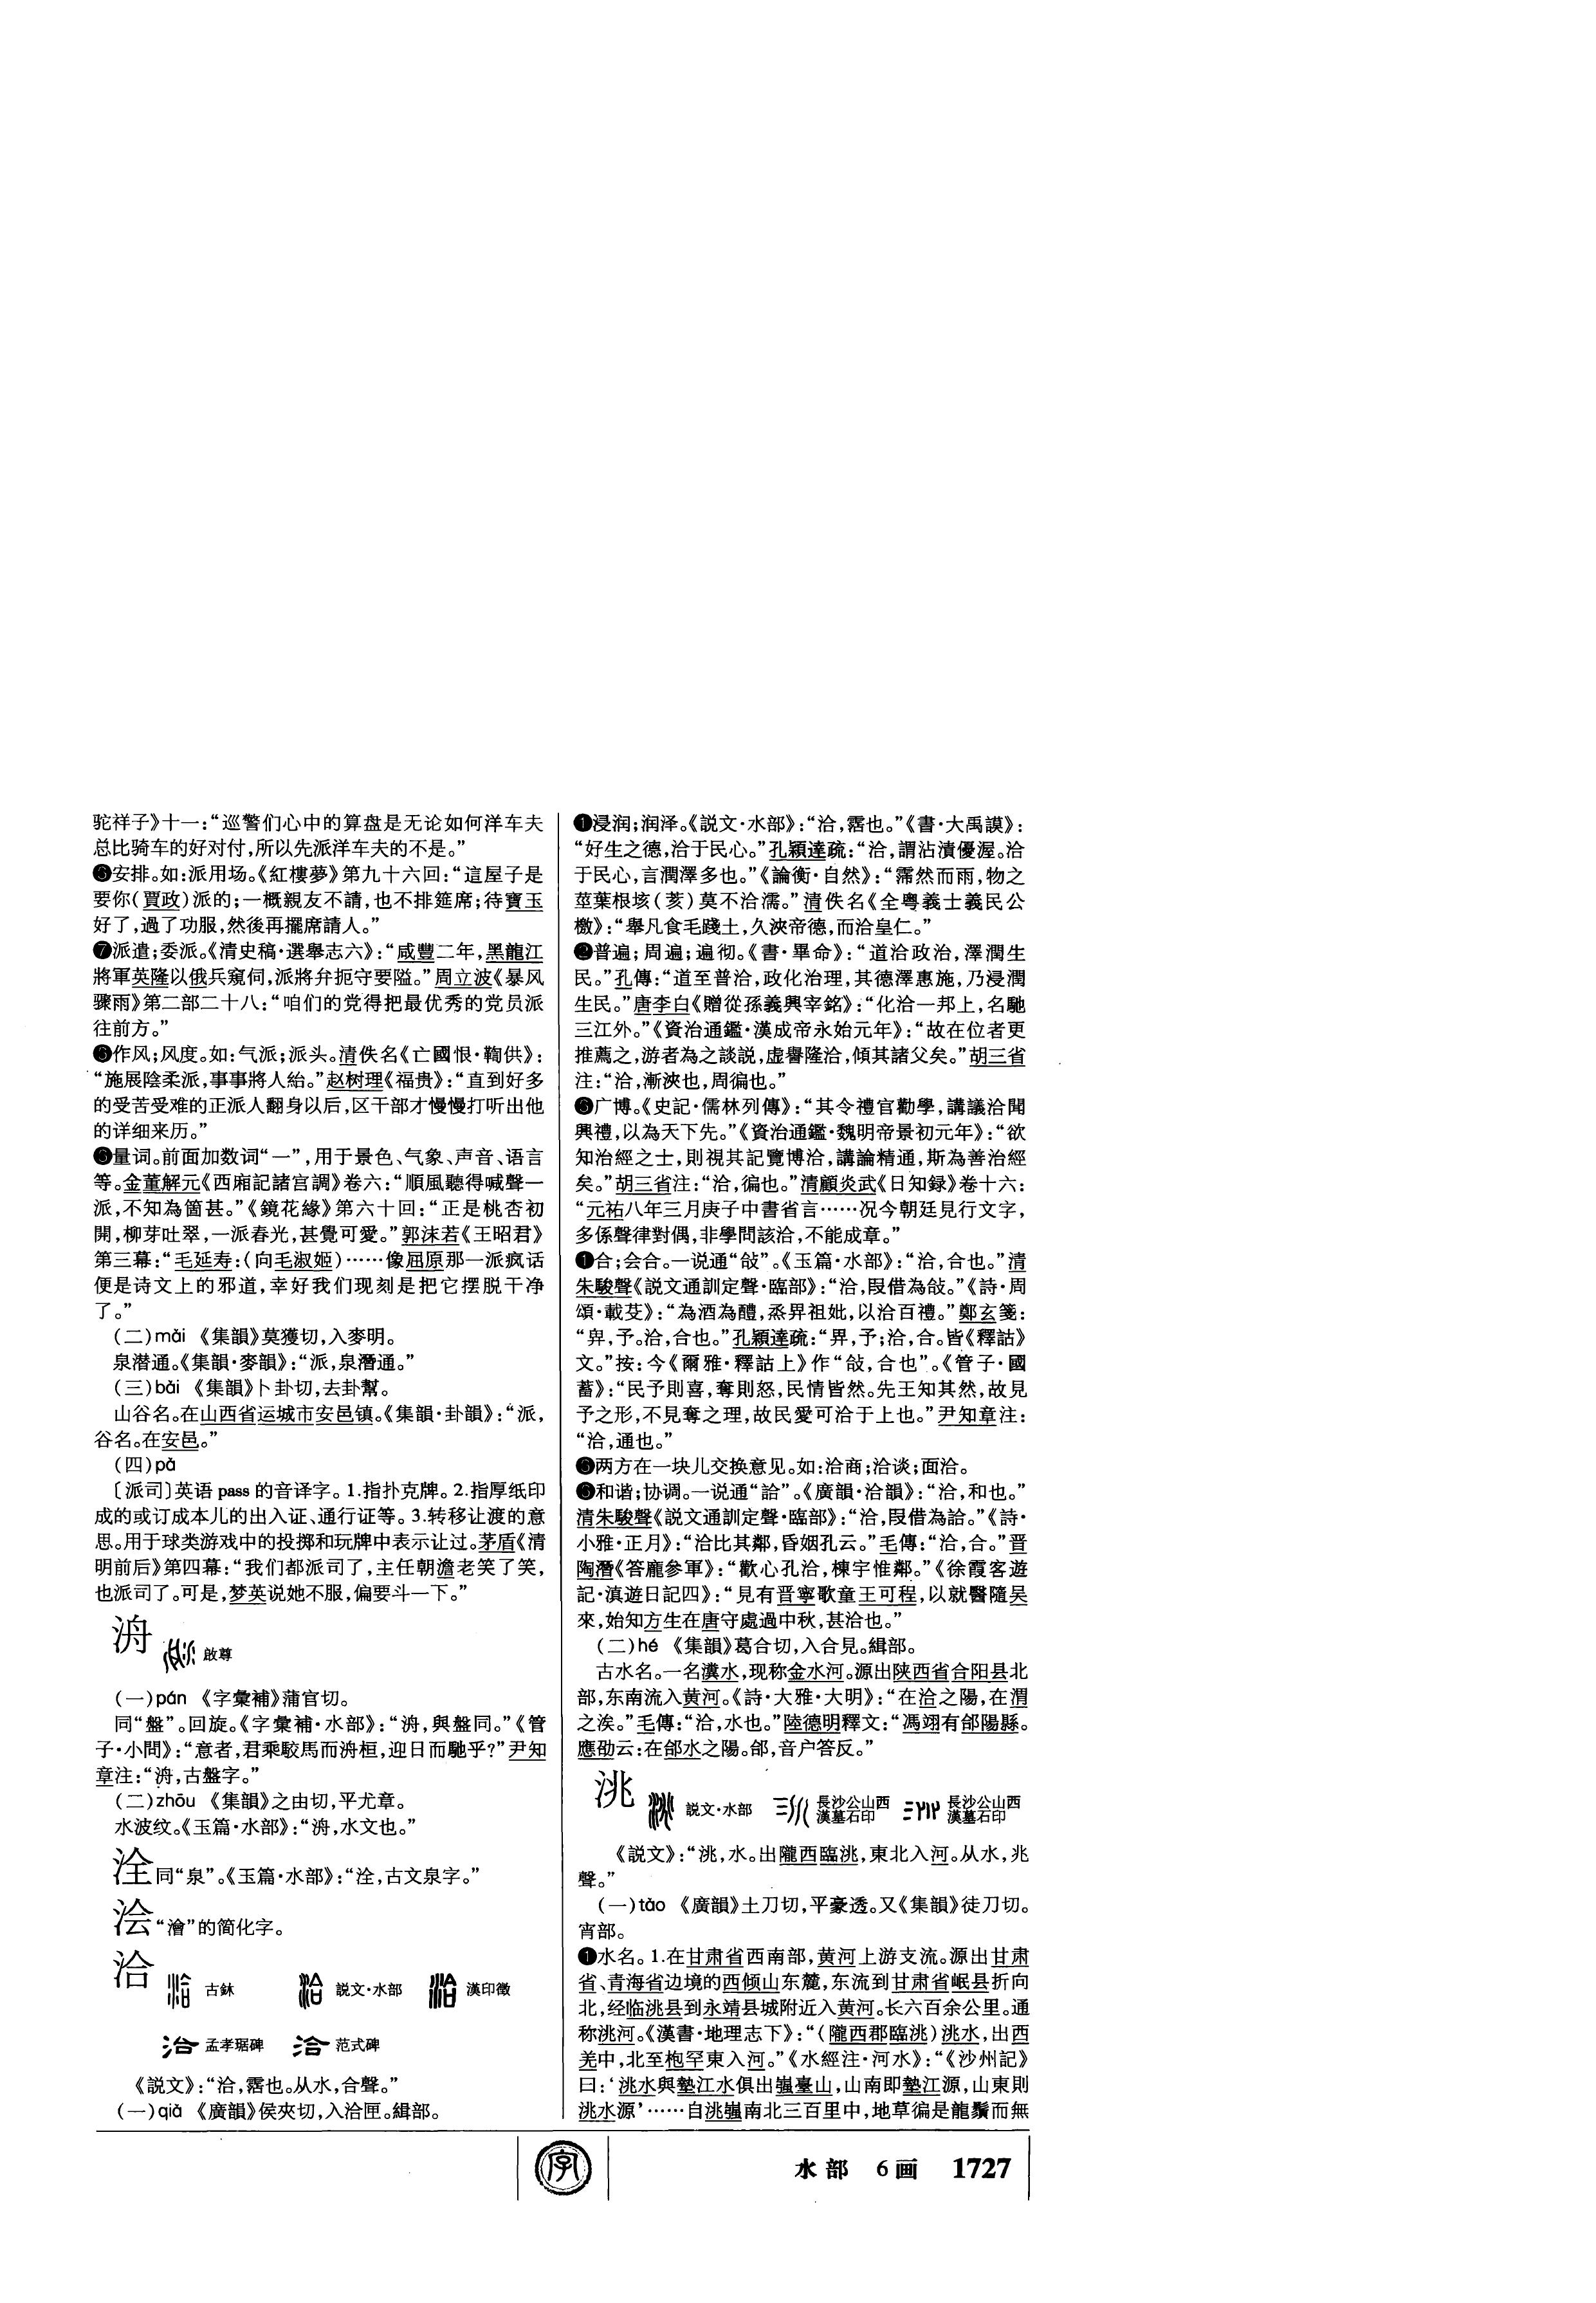 驼祥子》十一：“巡警们心中的算盘是无论如何洋车夫
总比骑车的好对付，所以先派洋车夫的不是。”
❻安排。如：派用场。《紅樓夢》第九十六回：“這屋子是
要你（賈政）派的；一概親友不請，也不排筵席；待寶玉
好了，過了功服，然後再擺席請人。”
❼派遣；委派。《清史稿·選舉志六》：“咸豐二年，黑龍江
將軍英隆以俄兵窺伺，派將弁扼守要隘。”周立波《暴风
骤雨》第二部二十八：“咱们的党得把最优秀的党员派
往前方。”
作风；风度。如：气派；派头。清佚名《亡國恨·鞫供》：
“施展陰柔派，事事將人紿。”赵树理《福贵》：“直到好多
的受苦受难的正派人翻身以后，区干部才慢慢打听出他
的详细来历。”
量词。前面加数词“一”，用于景色、气象、声音、语言
等。金董解元《西廂記諸宫調》卷六：“順風聽得喊聲一
派，不知為箇甚。”《鏡花緣》第六十回：“正是桃杏初
開，柳芽吐翠，一派春光，甚覺可愛。”郭沫若《王昭君》
第三幕：“毛延寿：（向毛淑姬）……像屈原那一派疯话
便是诗文上的邪道，幸好我们现刻是把它摆脱干净
了。”
（二）mài 《集韻》莫獲切，入麥明。
泉潜通。《集韻·麥韻》：“派，泉潛通。”
（三）bài 《集韻》卜卦切，去卦幫。
山谷名。在山西省运城市安邑镇。《集韻·卦韻》：“派，
谷名。在安邑。”
（四）pā
〔派司〕英语 pass 的音译字。1.指扑克牌。2.指厚纸印
成的或订成本儿的出入证、通行证等。3.转移让渡的意
思。用于球类游戏中的投掷和玩牌中表示让过。茅盾《清
明前后》第四幕：“我们都派司了，主任朝澹老笑了笑，
也派司了。可是，梦英说她不服，偏要斗一下。”
洀 啟尊
（一）pán 《字彙補》蒲官切。
同“盤”。回旋。《字彙補·水部》：“洀，與盤同。”《管
子·小問》：“意者，君乘駮馬而洀桓，迎日而馳乎？”尹知
章注：“洀，古盤字。”
（二）zhōu 《集韻》之由切，平尤章。
水波纹。《玉篇·水部》：“洀，水文也。”
洤同“泉”。《玉篇·水部》：“洤，古文泉字。”
浍“澮”的简化字。
洽 古鉥 説文·水部 漢印徵
孟孝琚碑 范式碑
《説文》：“洽，霑也。从水，合聲。”
（一）qià 《廣韻》侯夾切，入洽匣。緝部。
❶浸润；润泽。《説文·水部》：“洽，霑也。”《書·大禹謨》：
“好生之德，洽于民心。”孔穎達疏：“洽，謂沾漬優渥。洽
于民心，言潤澤多也。”《論衡·自然》：“霈然而雨，物之
莖葉根垓（荄）莫不洽濡。”清佚名《全粤義士義民公
檄》：“舉凡食毛踐土，久浹帝德，而洽皇仁。”
❷普遍；周遍；遍彻。《書·畢命》：“道洽政治，澤潤生
民。”孔傳：“道至普洽，政化治理，其德澤惠施，乃浸潤
生民。”唐李白《贈從孫義興宰銘》：“化洽一邦上，名馳
三江外。”《資治通鑑·漢成帝永始元年》：“故在位者更
推薦之，游者為之談説，虚譽隆洽，傾其諸父矣。”胡三省
注：“洽，漸浹也，周徧也。”
❸广博。《史記·儒林列傳》：“其令禮官勸學，講議洽聞
興禮，以為天下先。”《資治通鑑·魏明帝景初元年》：“欲
知治經之士，則視其記覽博洽，講論精通，斯為善治經
矣。”胡三省注：“洽，徧也。”清顧炎武《日知録》卷十六：
“元祐八年三月庚子中書省言……况今朝廷見行文字，
多係聲律對偶，非學問該洽，不能成章。”
合；会合。一说通“敆”。《玉篇·水部》：“洽，合也。”清
朱駿聲《説文通訓定聲·臨部》：“洽，叚借為敆。”《詩·周
頌·載芟》：“為酒為醴，烝畀祖妣，以洽百禮。”鄭玄箋：
“畀，予。洽，合也。”孔穎達疏：“畀，予；洽，合。皆《釋詁》
文。”按：今《爾雅·釋詁上》作“敆，合也”。《管子·國
蓄》：“民予則喜，奪則怒，民情皆然。先王知其然，故見
予之形，不見奪之理，故民愛可洽于上也。”尹知章注：
“洽，通也。”
两方在一块儿交换意见。如：洽商；洽谈；面洽。
和谐；协调。一说通“詥”。《廣韻·洽韻》：“洽，和也。”
清朱駿聲《説文通訓定聲·臨部》：“洽，叚借為詥。”《詩·
小雅·正月》：“洽比其鄰，昏姻孔云。”毛傳：“洽，合。”晋
陶潛《答龐參軍》：“歡心孔洽，棟宇惟鄰。”《徐霞客遊
記·滇遊日記四》：“見有晋寧歌童王可程，以就醫隨吴
來，始知方生在唐守處過中秋，甚洽也。”
（二）hé 《集韻》葛合切，入合見。緝部。
古水名。一名瀵水，现称金水河。源出陕西省合阳县北
部，东南流入黄河。《詩·大雅·大明》：“在洽之陽，在渭
之涘。”毛傳：“洽，水也。”陸德明釋文：“馮翊有郃陽縣。
應劭云：在郃水之陽。郃，音户答反。”
洮 説文·水部 長沙公山西漢墓石印 長沙公山西漢墓石印
《説文》：“洮，水。出隴西臨洮，東北入河。从水，兆
聲。”
（一）táo 《廣韻》土刀切，平豪透。又《集韻》徒刀切。
宵部。
❶水名。1.在甘肃省西南部，黄河上游支流。源出甘肃
省、青海省边境的西倾山东麓，东流到甘肃省岷县折向
北，经临洮县到永靖县城附近入黄河。长六百余公里。通
称洮河。《漢書·地理志下》：“（隴西郡臨洮）洮水，出西
羌中，北至枹罕東入河。”《水經注·河水》：“《沙州記》
曰：‘洮水與墊江水俱出嵹臺山，山南即墊江源，山東則
洮水源’……自洮嵹南北三百里中，地草徧是龍鬚而無
字
水部 6画 1727